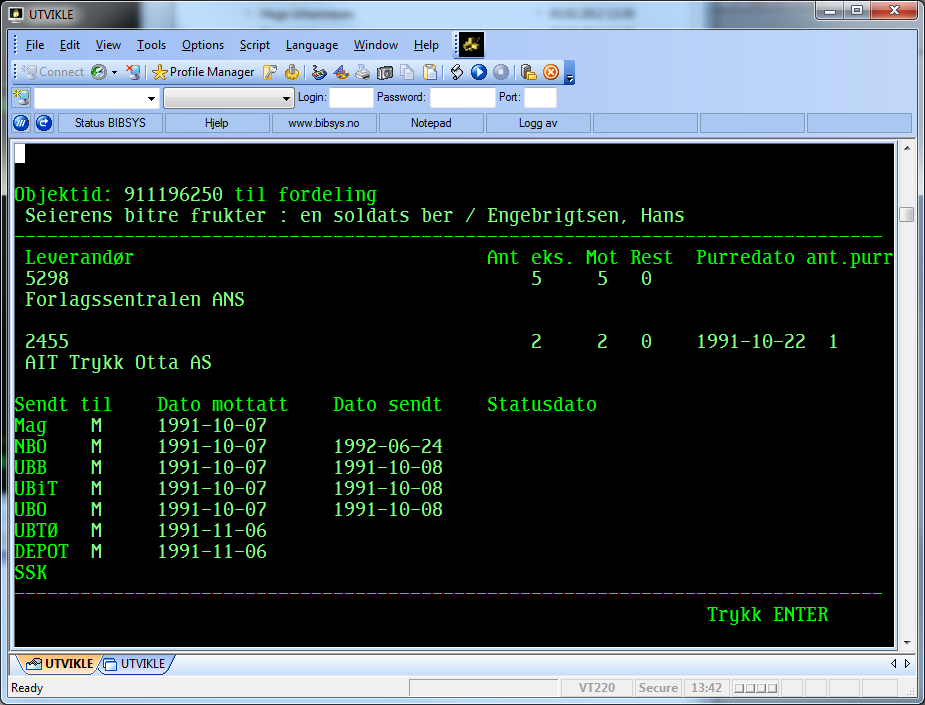 UTVIKLE
File Edit View Tools Options Script Language Window Help
Connect Profile Manager
Login: Password: Port:
Status BIBSYS Hjelp www.bibsys.no Notepad Logg av
Objektid: 911196250 til fordeling
Seierens bitre frukter : en soldats ber / Engebrigtsen, Hans
Leverandør Ant eks. Mot Rest Purredato ant.purr
5298 5 5 0
Forlagssentralen ANS
2455 2 2 0 1991-10-22 1
AIT Trykk Otta AS
Sendt til Dato mottatt Dato sendt Statusdato
Mag M 1991-10-07
NBO M 1991-10-07 1992-06-24
UBB M 1991-10-07 1991-10-08
UBiT M 1991-10-07 1991-10-08
UBO M 1991-10-07 1991-10-08
UBTØ M 1991-11-06
DEPOT M 1991-11-06
SSK
Trykk ENTER
UTVIKLE UTVIKLE
Ready VT220 Secure 13:42